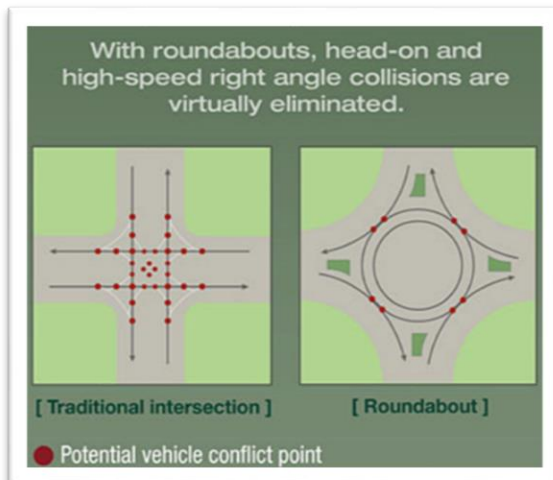 With roundabouts, head-on and
high-speed right angle collisions are
virtually eliminated.
[ Traditional intersection ]
[ Roundabout ]
Potential vehicle conflict point